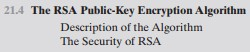 21.4 The RSA Public-Key Encryption Algorithm
Description of the Algorithm
The Security of RSA